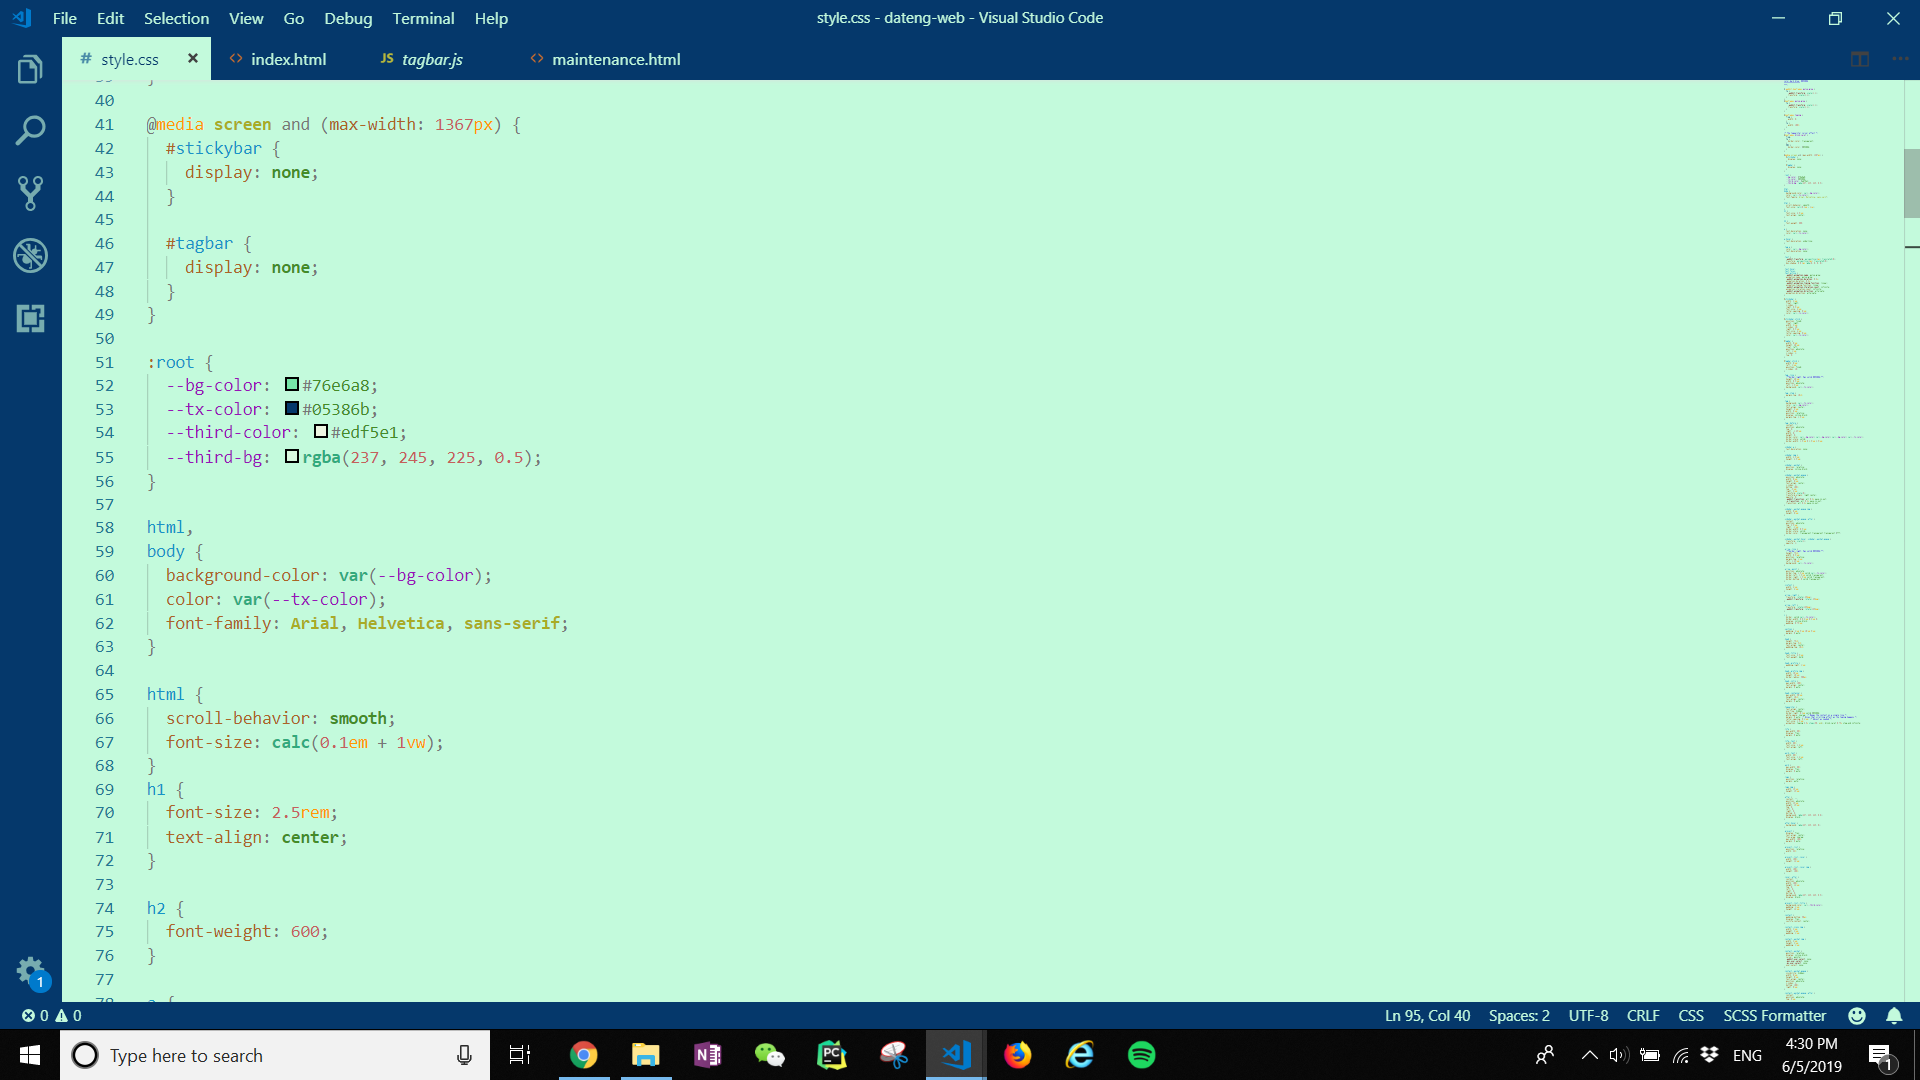 File Edit Selection View Go Debug Terminal Help
style.css - dateng-web - Visual Studio Code
# style.css × <> index.html JS tagbar.js <> maintenance.html
40
41 @media screen and (max-width: 1367px) {
42 #stickybar {
43 display: none;
44 }
45
46 #tagbar {
47 display: none;
48 }
49 }
50
51 :root {
52 --bg-color: #76e6a8;
53 --tx-color: #05386b;
54 --third-color: #edf5e1;
55 --third-bg: rgba(237, 245, 225, 0.5);
56 }
57
58 html,
59 body {
60 background-color: var(--bg-color);
61 color: var(--tx-color);
62 font-family: Arial, Helvetica, sans-serif;
63 }
64
65 html {
66 scroll-behavior: smooth;
67 font-size: calc(0.1em + 1vw);
68 }
69 h1 {
70 font-size: 2.5rem;
71 text-align: center;
72 }
73
74 h2 {
75 font-weight: 600;
76 }
77
1
0 0 Ln 95, Col 40 Spaces: 2 UTF-8 CRLF CSS SCSS Formatter
Type here to search ENG 4:30 PM
6/5/2019 1